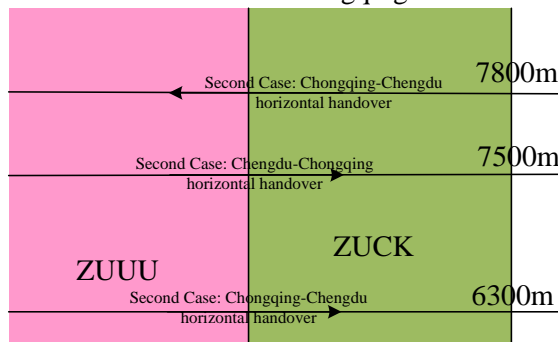 7800m
Second Case: Chongqing-Chengdu
horizontal handover
7500m
Second Case: Chengdu-Chongqing
horizontal handover
ZUCK
ZUUU
6300m
Second Case: Chongqing-Chengdu
horizontal handover